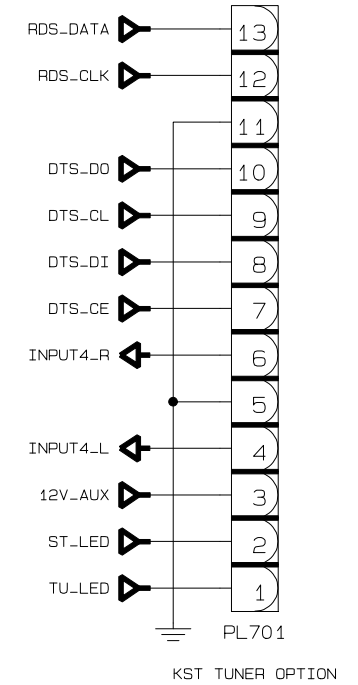 RDS_DATA 13
RDS_CLK 12
11
DTS_DO 10
DTS_CL 9
DTS_DI 8
DTS_CE 7
INPUT4_R 6
5
INPUT4_L 4
12V_AUX 3
ST_LED 2
TU_LED 1
PL701
KST TUNER OPTION